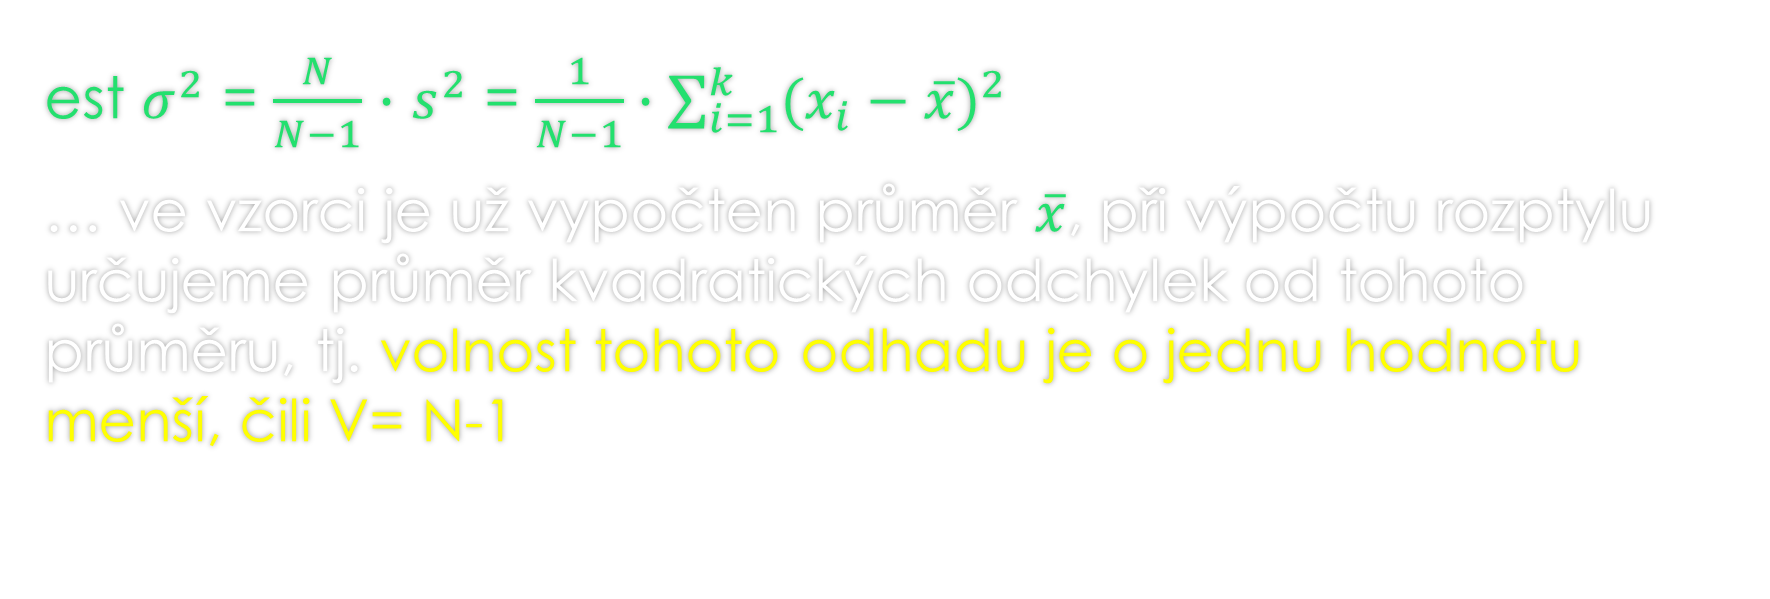 est σ² = N/(N−1) · s² = 1/(N−1) · ∑ᵏᵢ₌₁(xᵢ − x̄)²
... ve vzorci je už vypočten průměr x̄, při výpočtu rozptylu
určujeme průměr kvadratických odchylek od tohoto
průměru, tj. volnost tohoto odhadu je o jednu hodnotu
menší, čili V= N-1